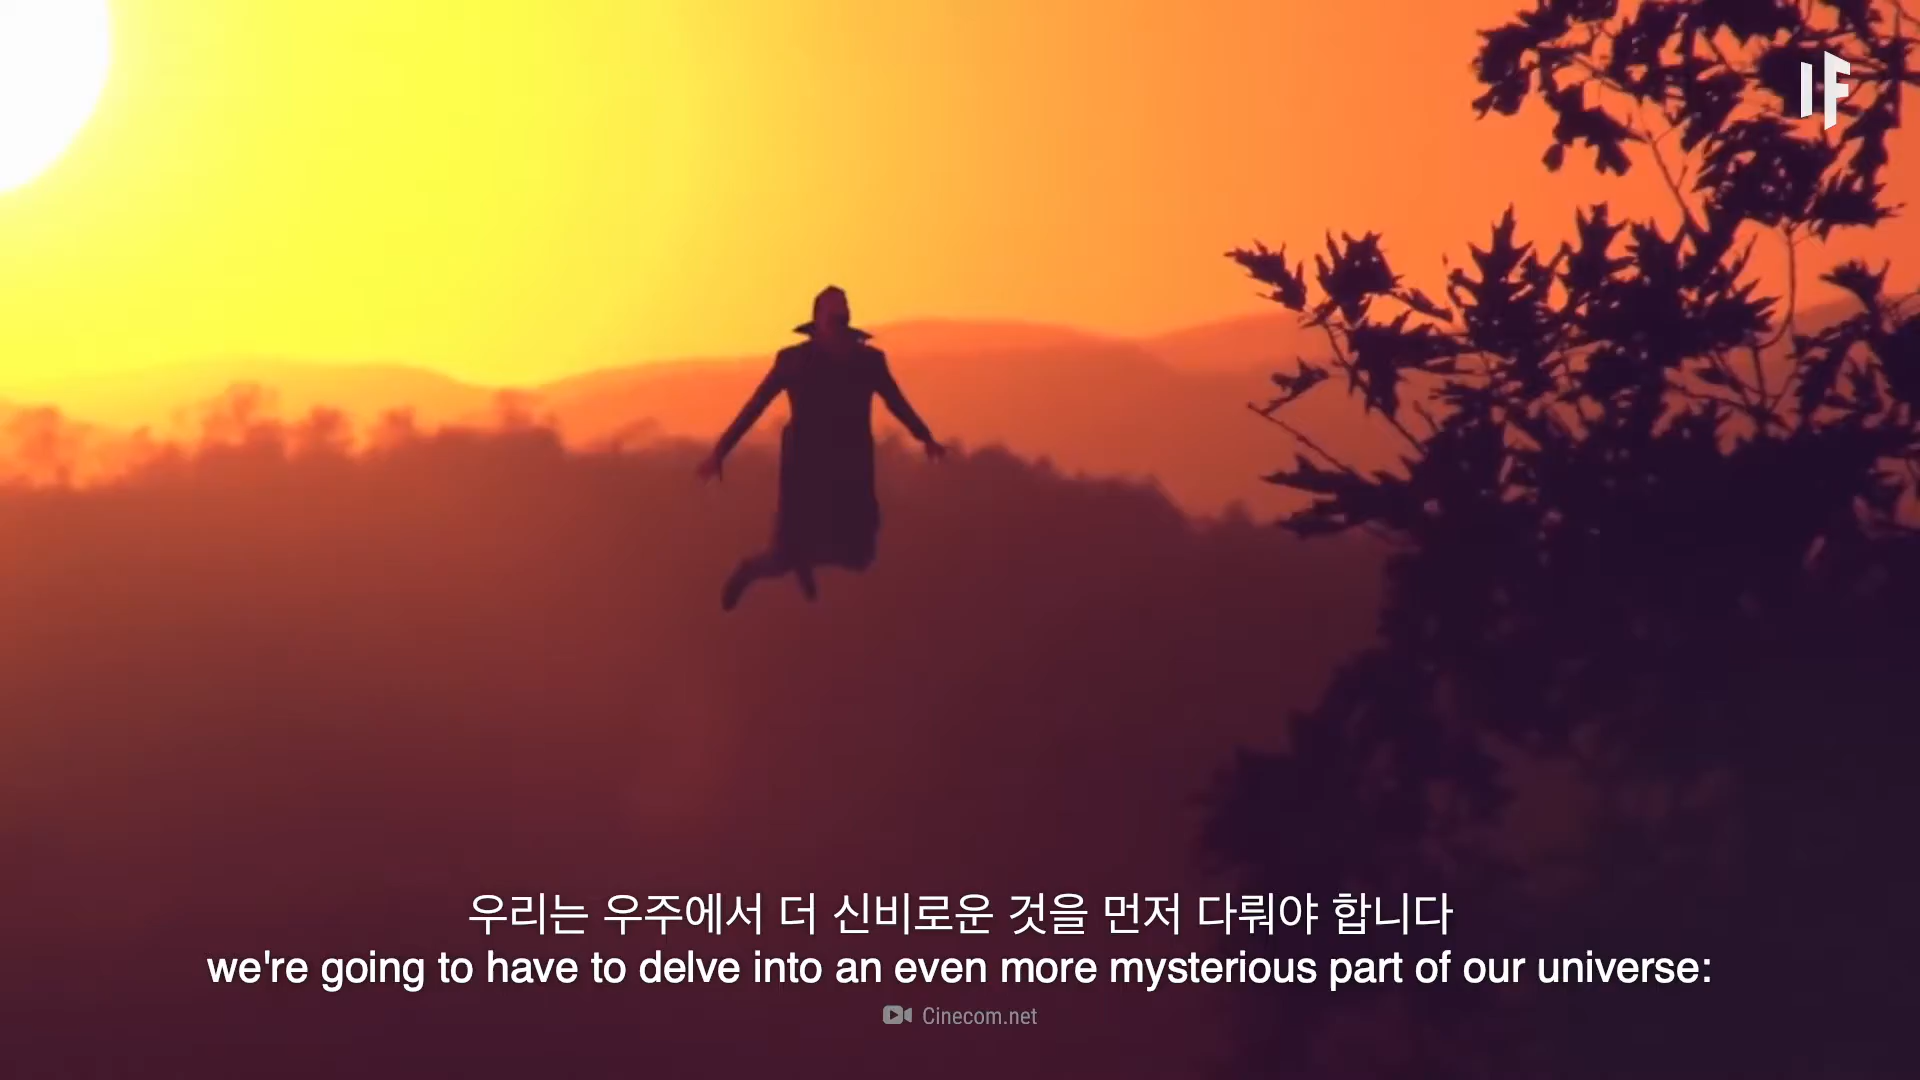 IF
우리는 우주에서 더 신비로운 것을 먼저 다뤄야 합니다
we're going to have to delve into an even more mysterious part of our universe:
Cinecom.net